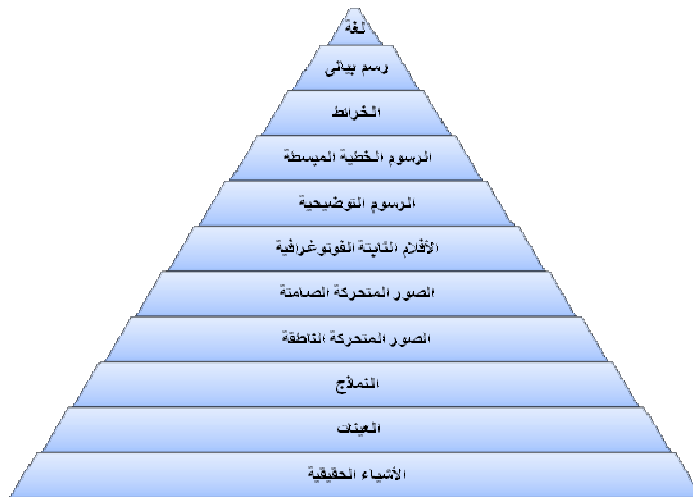 لغة
رسم بياني
الخرائط
الرسوم الخطية المبسطة
الرسوم التوضيحية
الأفلام الثابتة الفوتوغرافية
الصور المتحركة الصامتة
الصور المتحركة الناطقة
النماذج
العينات
الأشياء الحقيقية